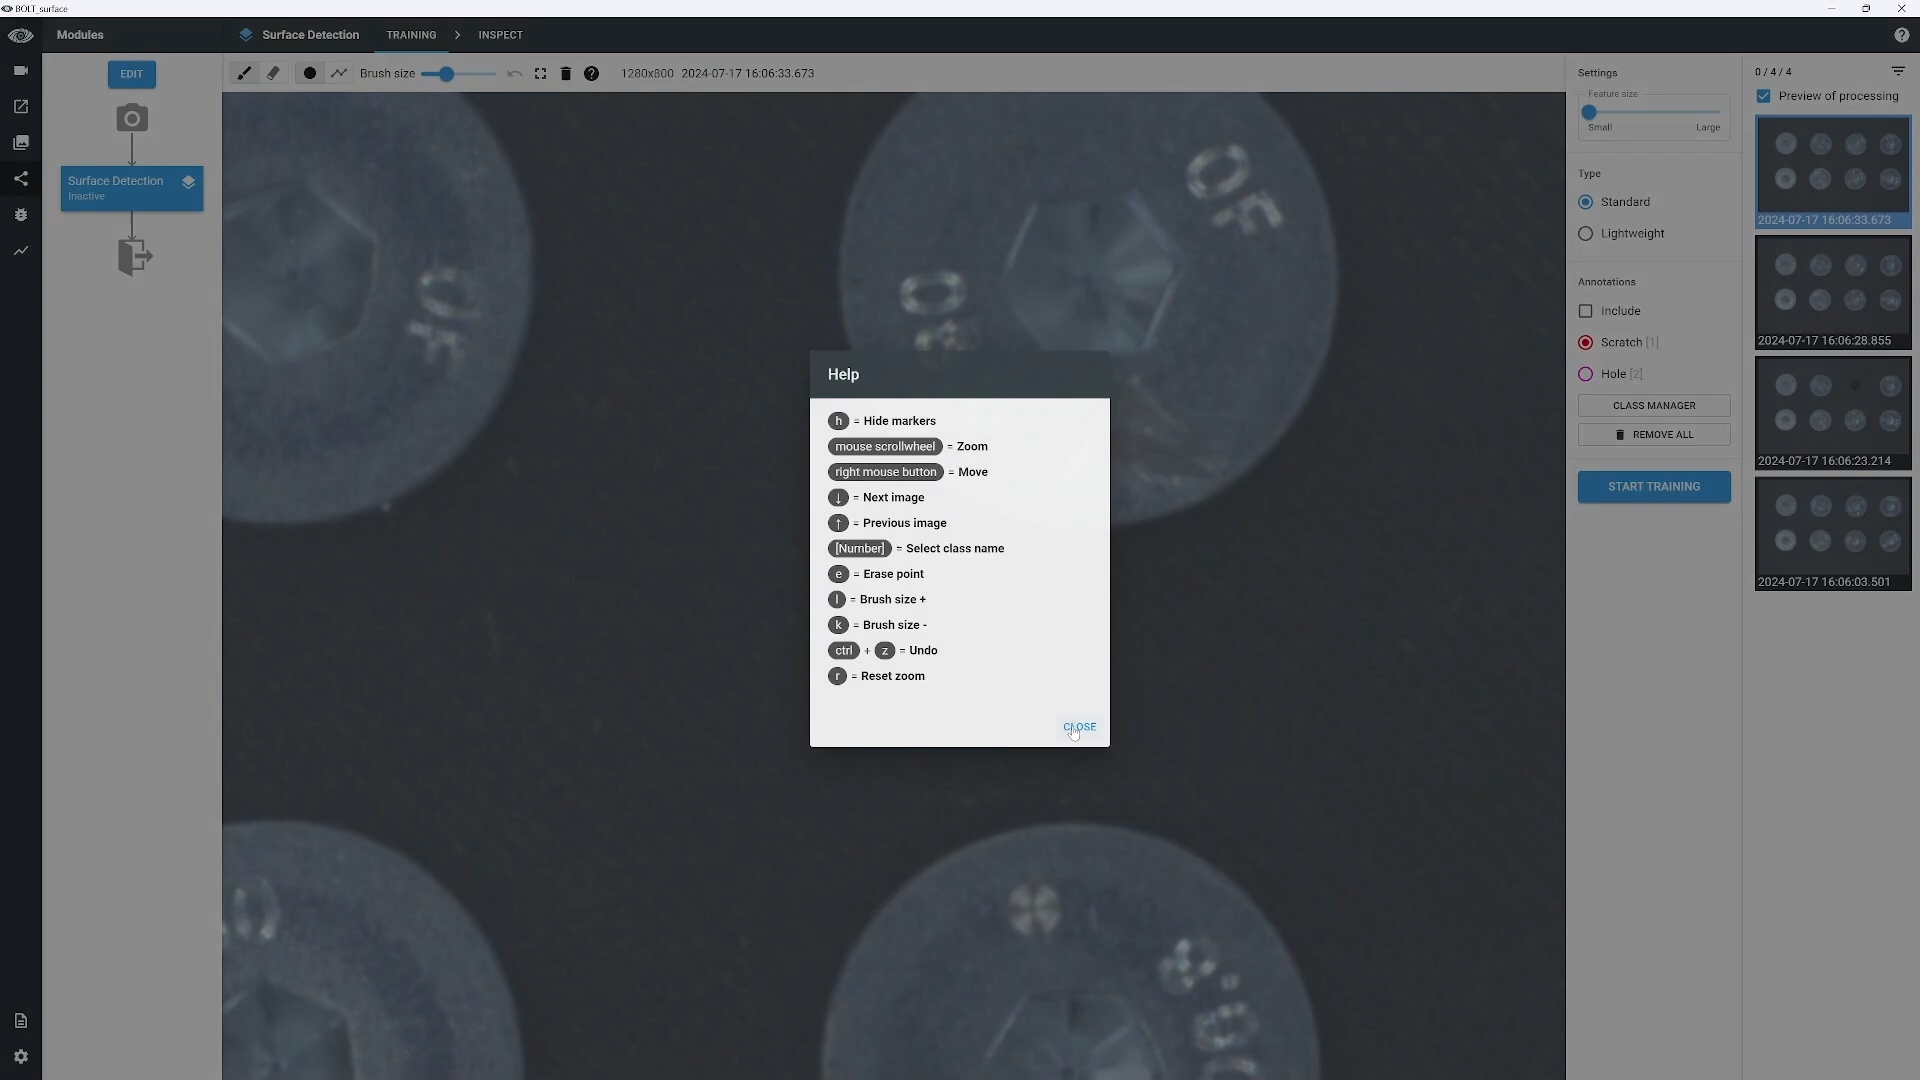 BOLT_surface
Modules
Surface Detection
TRAINING
INSPECT
EDIT
Brush size
1280x800 2024-07-17 16:06:33.673
Surface Detection
Inactive
Help
h = Hide markers
mouse scrollwheel = Zoom
right mouse button = Move
↓ = Next image
↑ = Previous image
[Number] = Select class name
e = Erase point
l = Brush size +
k = Brush size -
ctrl + z = Undo
r = Reset zoom
CLOSE
Settings
Feature size
Small
Large
Type
Standard
Lightweight
Annotations
Include
Scratch [1]
Hole [2]
CLASS MANAGER
REMOVE ALL
START TRAINING
0 / 4 / 4
Preview of processing
2024-07-17 16:06:33.673
2024-07-17 16:06:28.855
2024-07-17 16:06:23.214
2024-07-17 16:06:03.501
OF